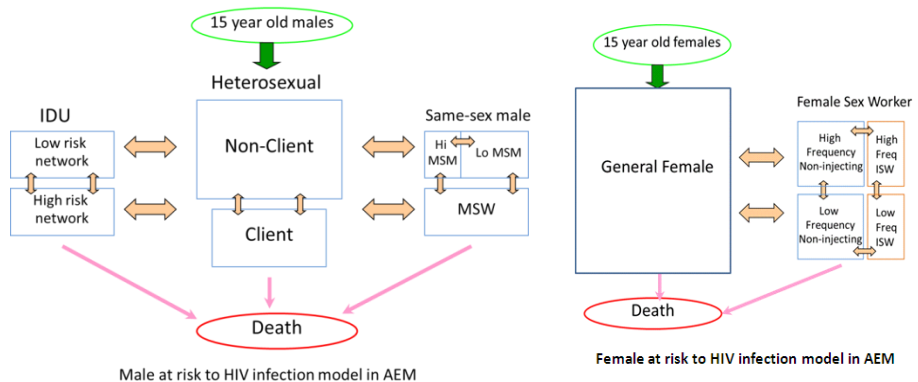 15 year old males
Heterosexual
IDU
Low risk
network
High risk
network
Non-Client
Client
Same-sex male
Hi
MSM
Lo MSM
MSW
Death
Male at risk to HIV infection model in AEM
15 year old females
General Female
Female Sex Worker
High
Frequency
Non-injecting
High
Freq
ISW
Low
Frequency
Non-injecting
Low
Freq
ISW
Death
Female at risk to HIV infection model in AEM